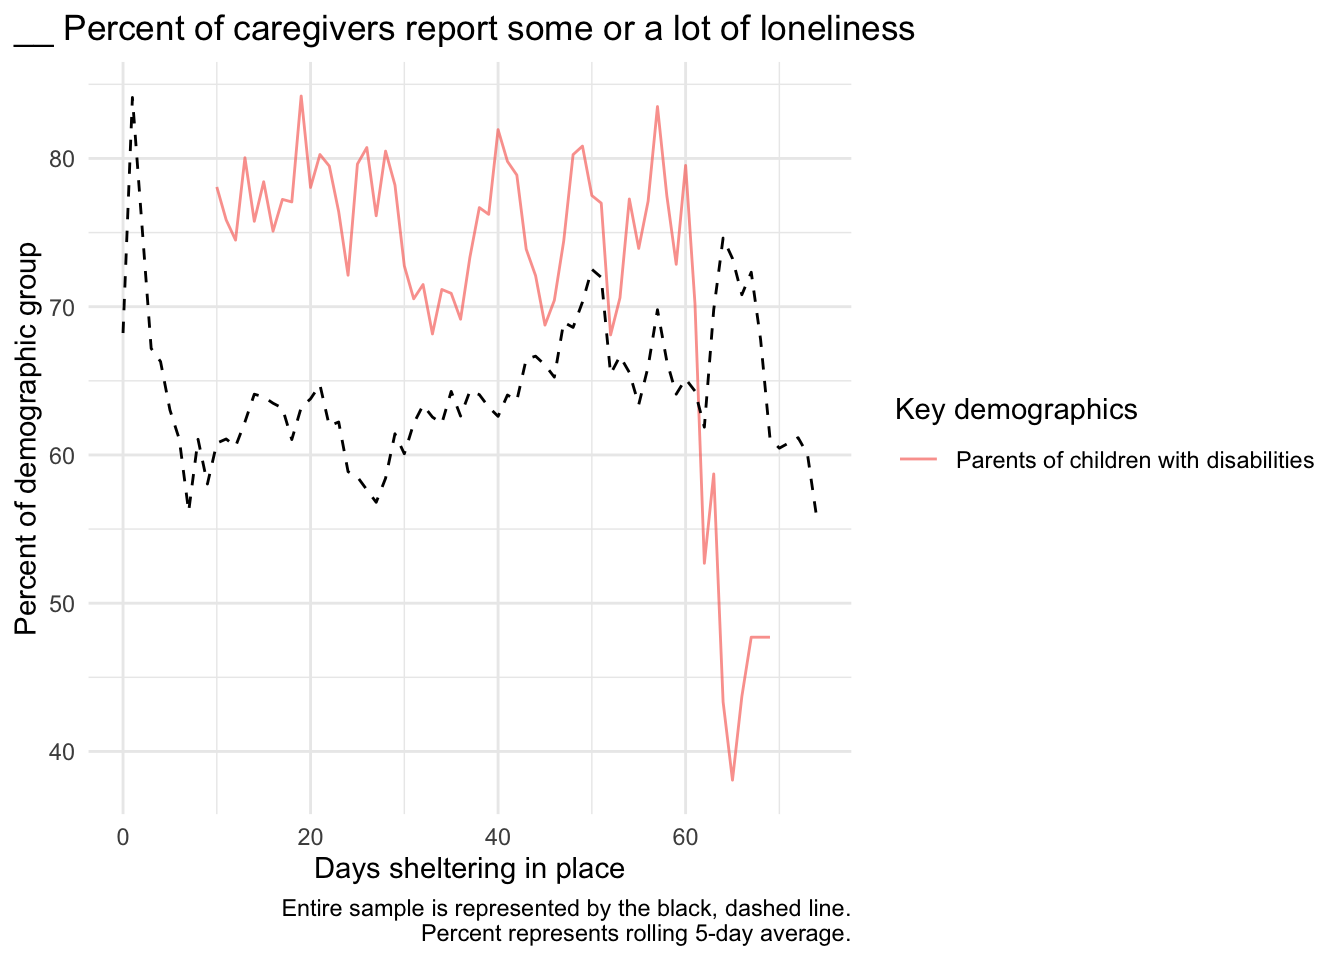 __ Percent of caregivers report some or a lot of loneliness
Percent of demographic group
80
70
60
50
40
0 20 40 60
Days sheltering in place
Key demographics
Parents of children with disabilities
Entire sample is represented by the black, dashed line.
Percent represents rolling 5-day average.